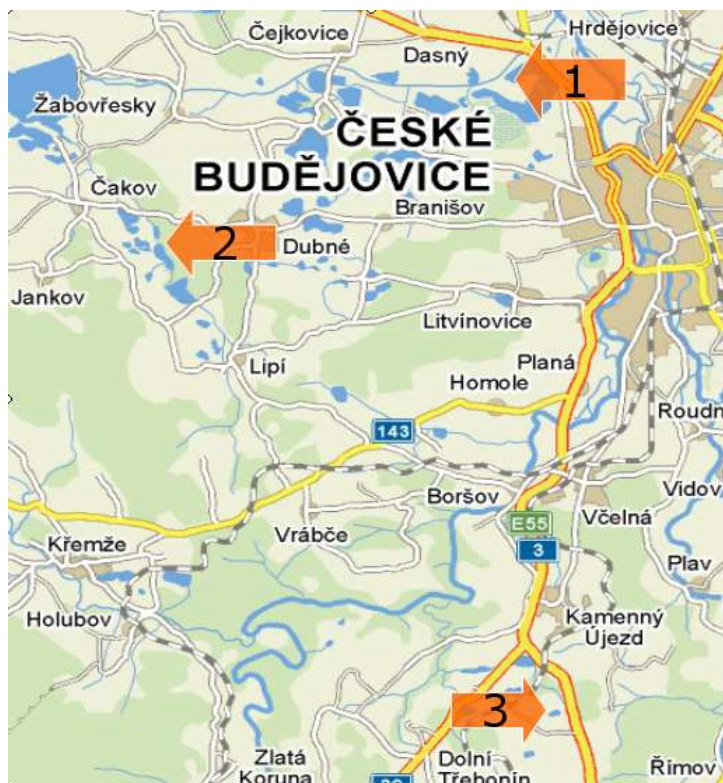 Čejkovice
Hrdějovice
Dasný
1
Žabovřesky
ČESKÉ
BUDĚJOVICE
Čakov
Branišov
2
Dubné
Jankov
Litvínovice
Lipí
Planá
Homole
Roudn
143
Boršov
Vidov
E55
Včelná
3
Vrábče
Křemže
Plav
Holubov
Kamenný
Újezd
3
Zlatá
Koruna
Dolní
Třebonín
Římov